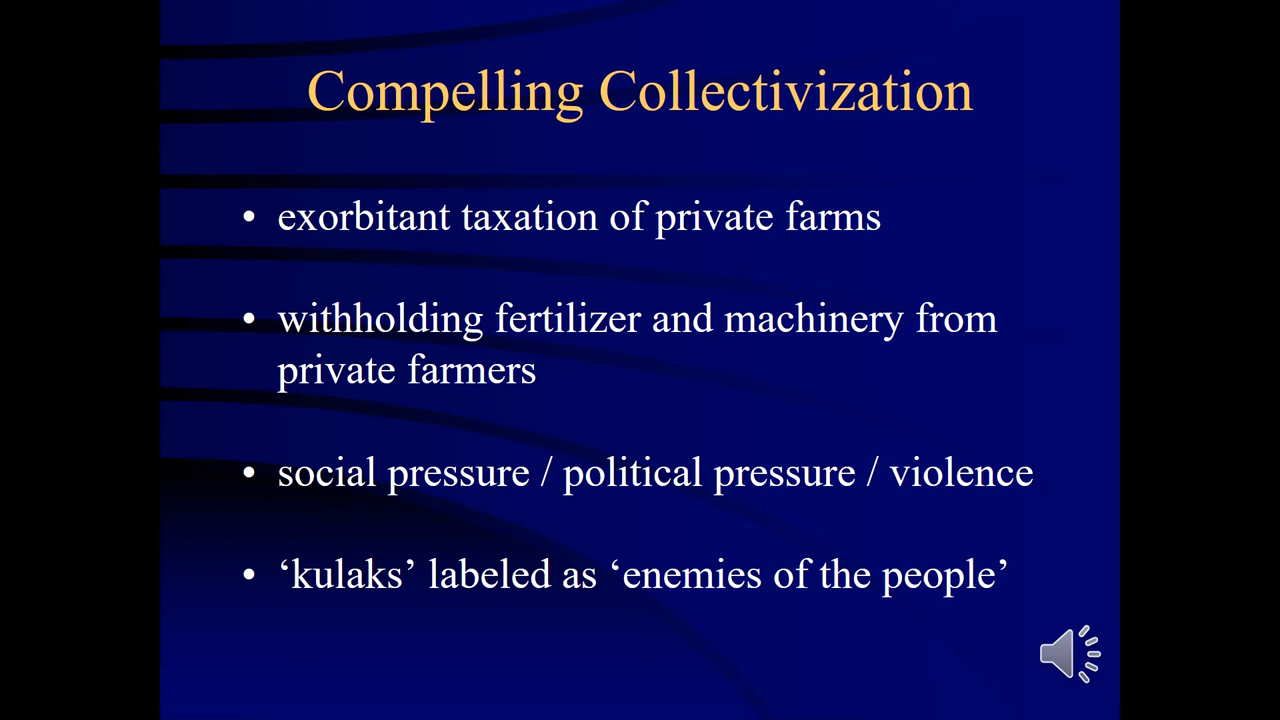 Compelling Collectivization
• exorbitant taxation of private farms
• withholding fertilizer and machinery from
private farmers
• social pressure / political pressure / violence
• ‘kulaks’ labeled as ‘enemies of the people’